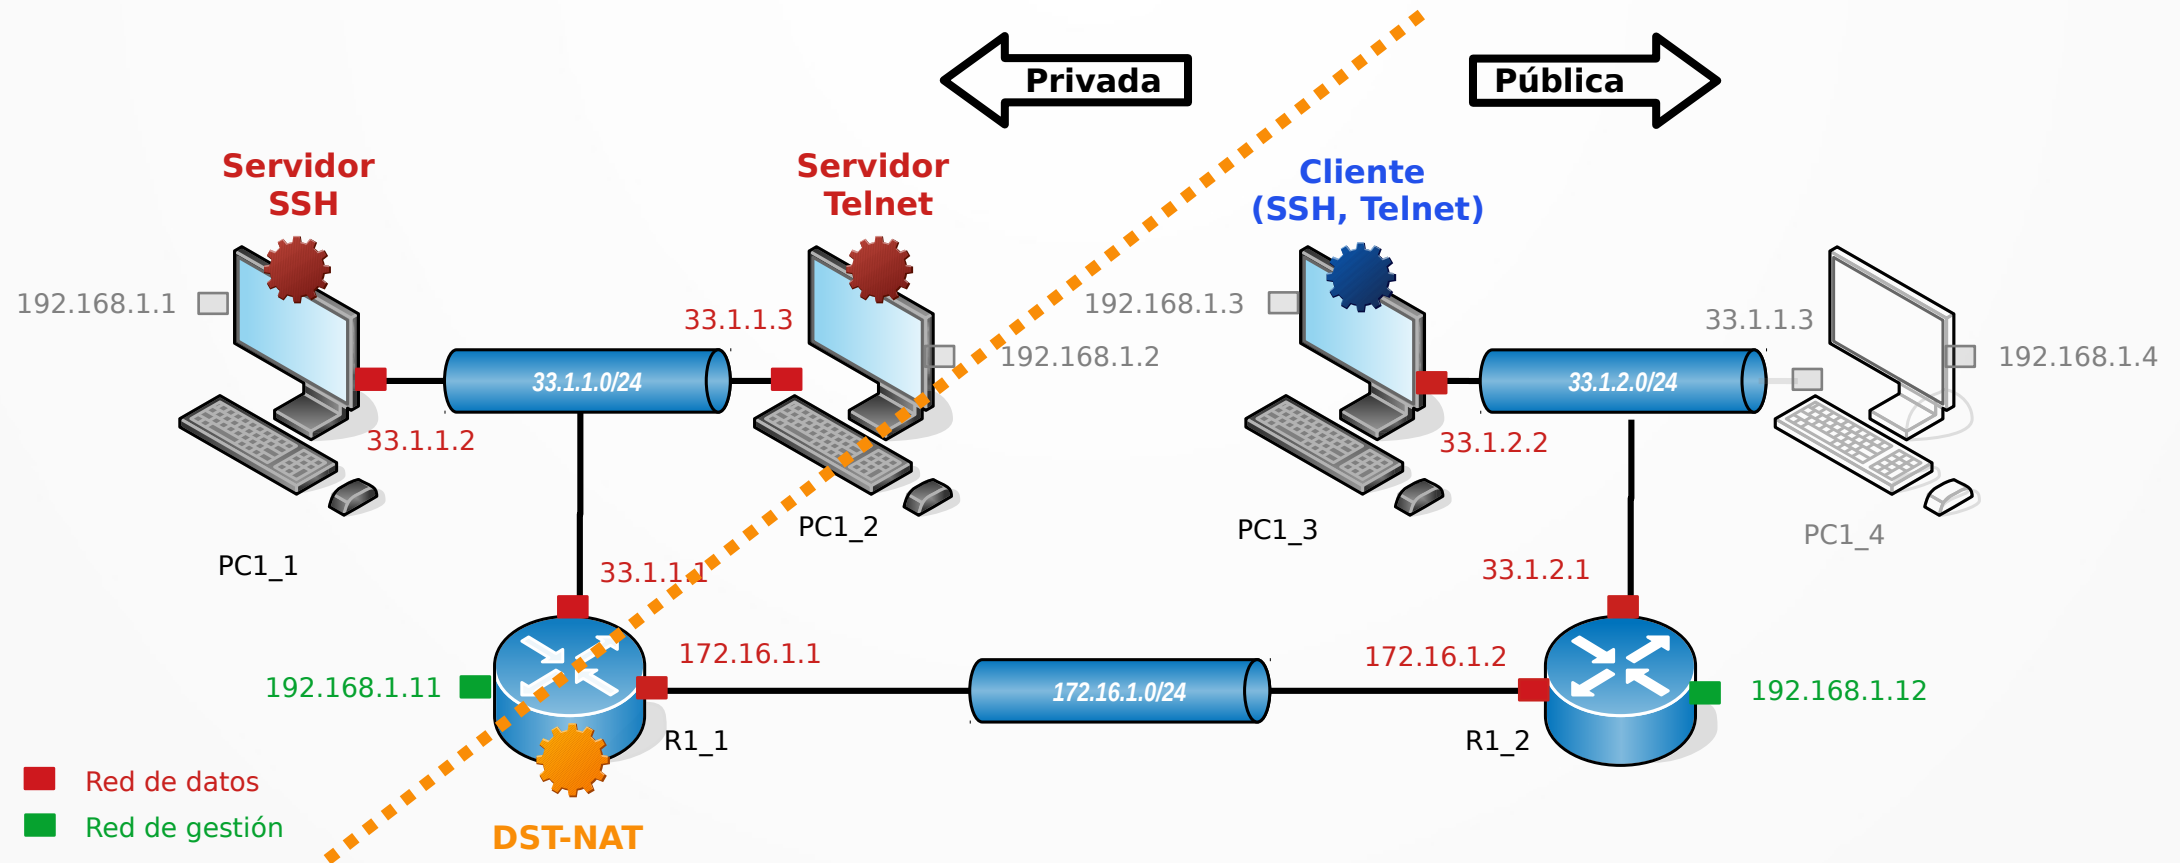 Privada
Pública
Servidor
SSH
Servidor
Telnet
Cliente
(SSH, Telnet)
192.168.1.1
33.1.1.3
192.168.1.3
192.168.1.2
33.1.1.3
192.168.1.4
33.1.1.0/24
33.1.2.0/24
33.1.1.2
33.1.2.2
PC1_1
PC1_2
PC1_3
PC1_4
33.1.1.1
33.1.2.1
172.16.1.1
172.16.1.2
192.168.1.11
172.16.1.0/24
192.168.1.12
R1_1
R1_2
Red de datos
Red de gestión
DST-NAT